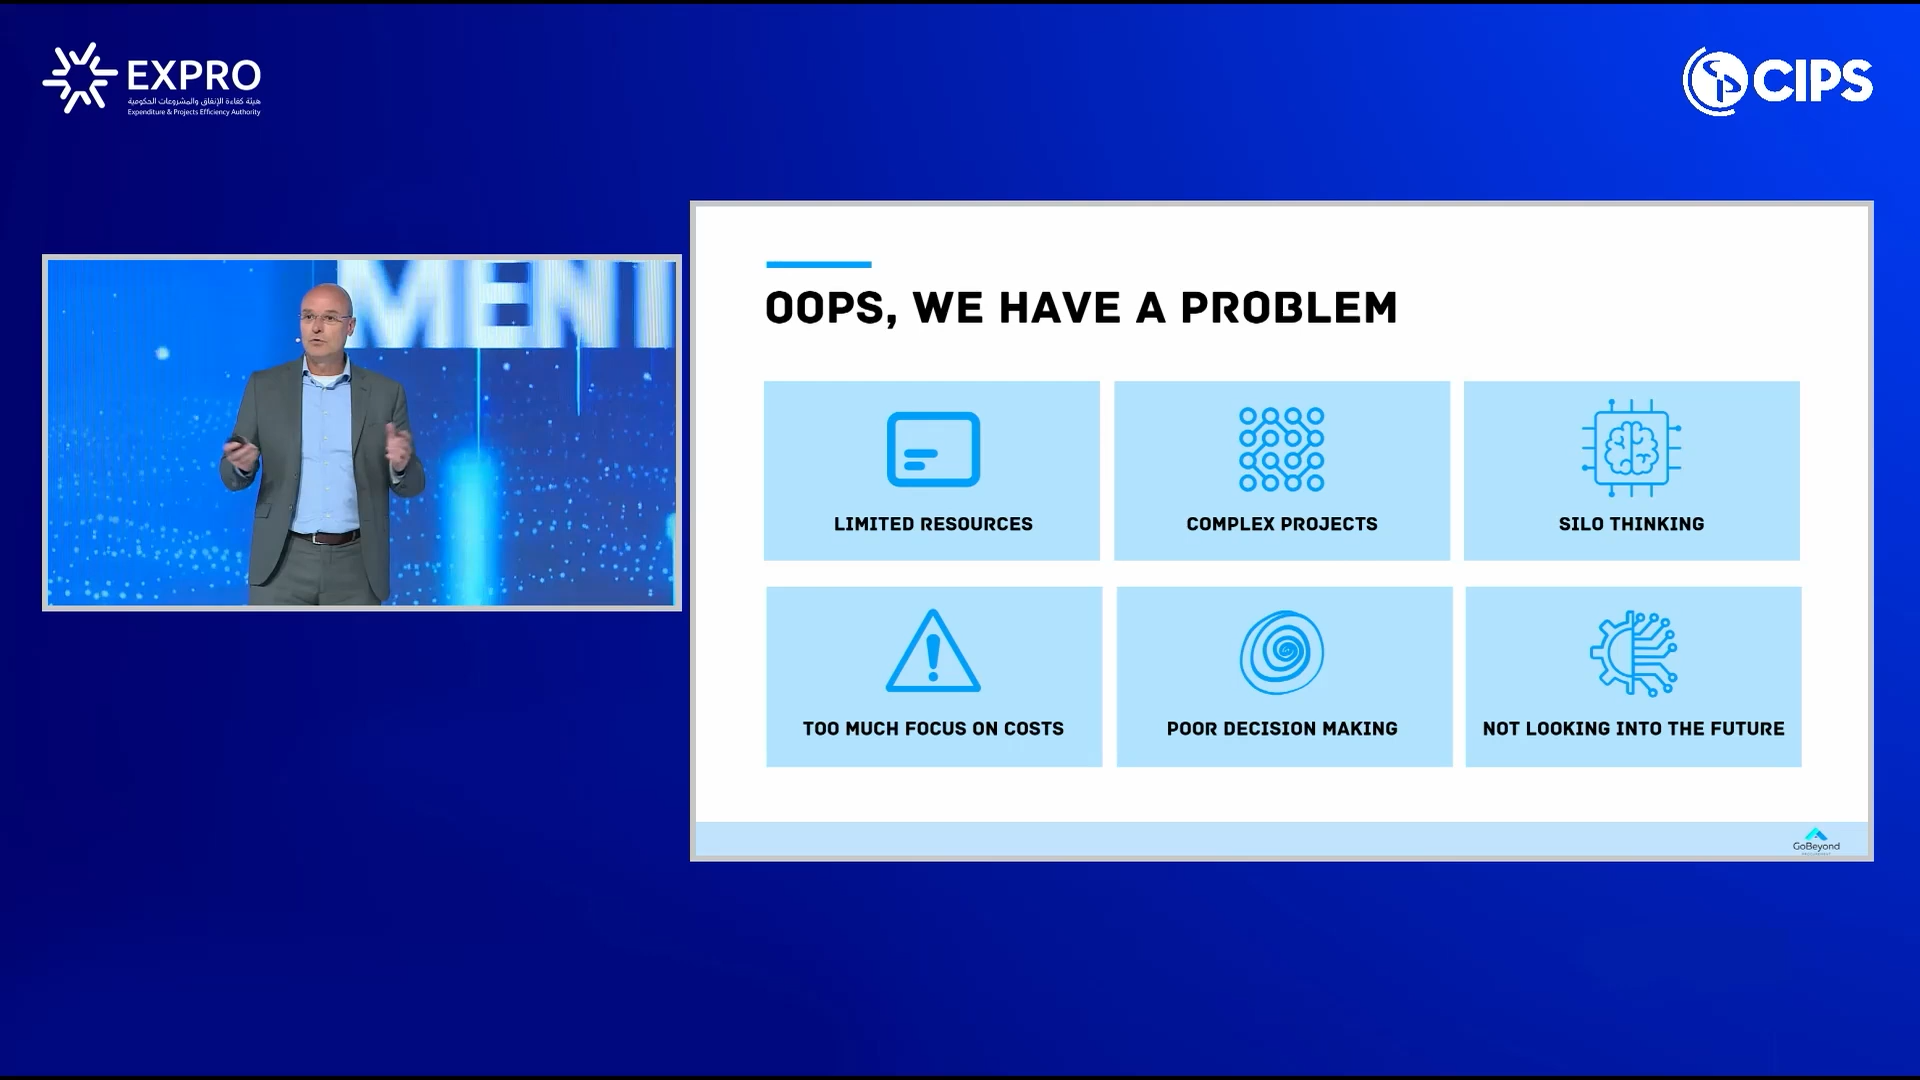 EXPRO
هيئة كفاءة الإنفاق والمشروعات الحكومية
Expenditure & Projects Efficiency Authority
CIPS
MENT
OOPS, WE HAVE A PROBLEM
LIMITED RESOURCES
COMPLEX PROJECTS
SILO THINKING
TOO MUCH FOCUS ON COSTS
POOR DECISION MAKING
NOT LOOKING INTO THE FUTURE
GoBeyond